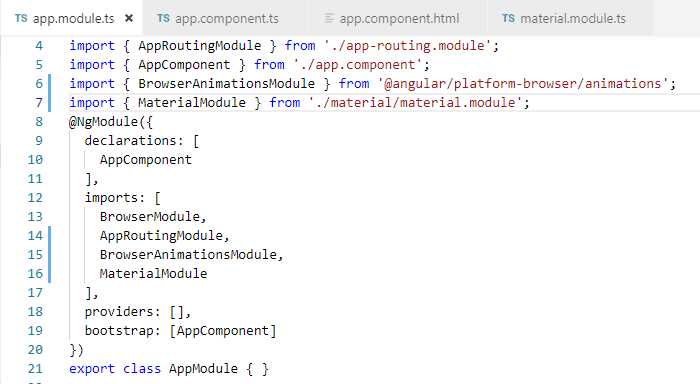 TS app.module.ts × TS app.component.ts app.component.html TS material.module.ts
4 import { AppRoutingModule } from './app-routing.module';
5 import { AppComponent } from './app.component';
6 import { BrowserAnimationsModule } from '@angular/platform-browser/animations';
7 import { MaterialModule } from './material/material.module';
8 @NgModule({
9   declarations: [
10     AppComponent
11   ],
12   imports: [
13     BrowserModule,
14     AppRoutingModule,
15     BrowserAnimationsModule,
16     MaterialModule
17   ],
18   providers: [],
19   bootstrap: [AppComponent]
20 })
21 export class AppModule { }